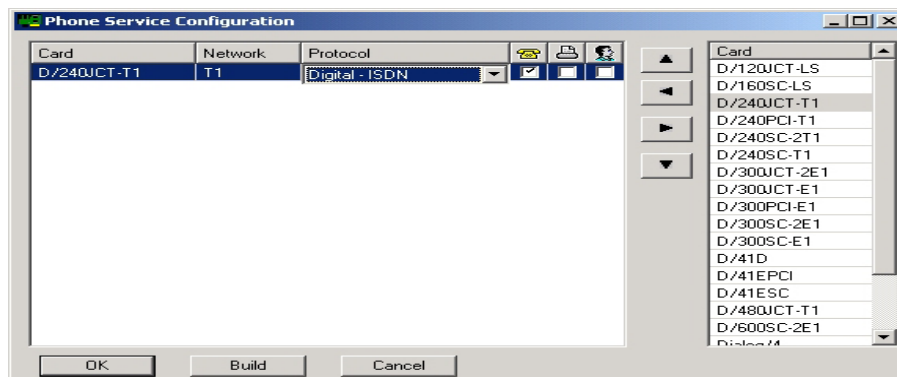 Phone Service Configuration
Card Network Protocol
D/240JCT-T1 T1 Digital - ISDN
Card
D/120JCT-LS
D/160SC-LS
D/240JCT-T1
D/240PCI-T1
D/240SC-2T1
D/240SC-T1
D/300JCT-2E1
D/300JCT-E1
D/300PCI-E1
D/300SC-2E1
D/300SC-E1
D/41D
D/41EPCI
D/41ESC
D/480JCT-T1
D/600SC-2E1
OK Build Cancel